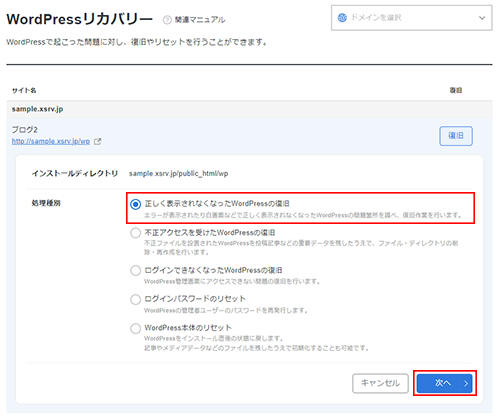 WordPressリカバリー ? 関連マニュアル
ドメインを選択
WordPressで起こった問題に対し、復旧やリセットを行うことができます。
サイト名 復旧
sample.xsrv.jp
ブログ2
http://sample.xsrv.jp/wp
復旧
インストールディレクトリ sample.xsrv.jp/public_html/wp
処理種別
正しく表示されなくなったWordPressの復旧
エラーが表示されたり白画面などで正しく表示されなくなったWordPressの問題箇所を調べ、復旧作業を行います。
不正アクセスを受けたWordPressの復旧
不正ファイルを設置されたWordPressを投稿記事などの重要データを残したうえで、ファイル・ディレクトリの削
除・再作成を行います。
ログインできなくなったWordPressの復旧
WordPress管理画面にアクセスできない問題の復旧を行います。
ログインパスワードのリセット
WordPressの管理者ユーザーのパスワードを再発行します。
WordPress本体のリセット
WordPressをインストール直後の状態に戻します。
記事やメディアデータなどのファイルを残したうえで初期化することも可能です。
キャンセル 次へ